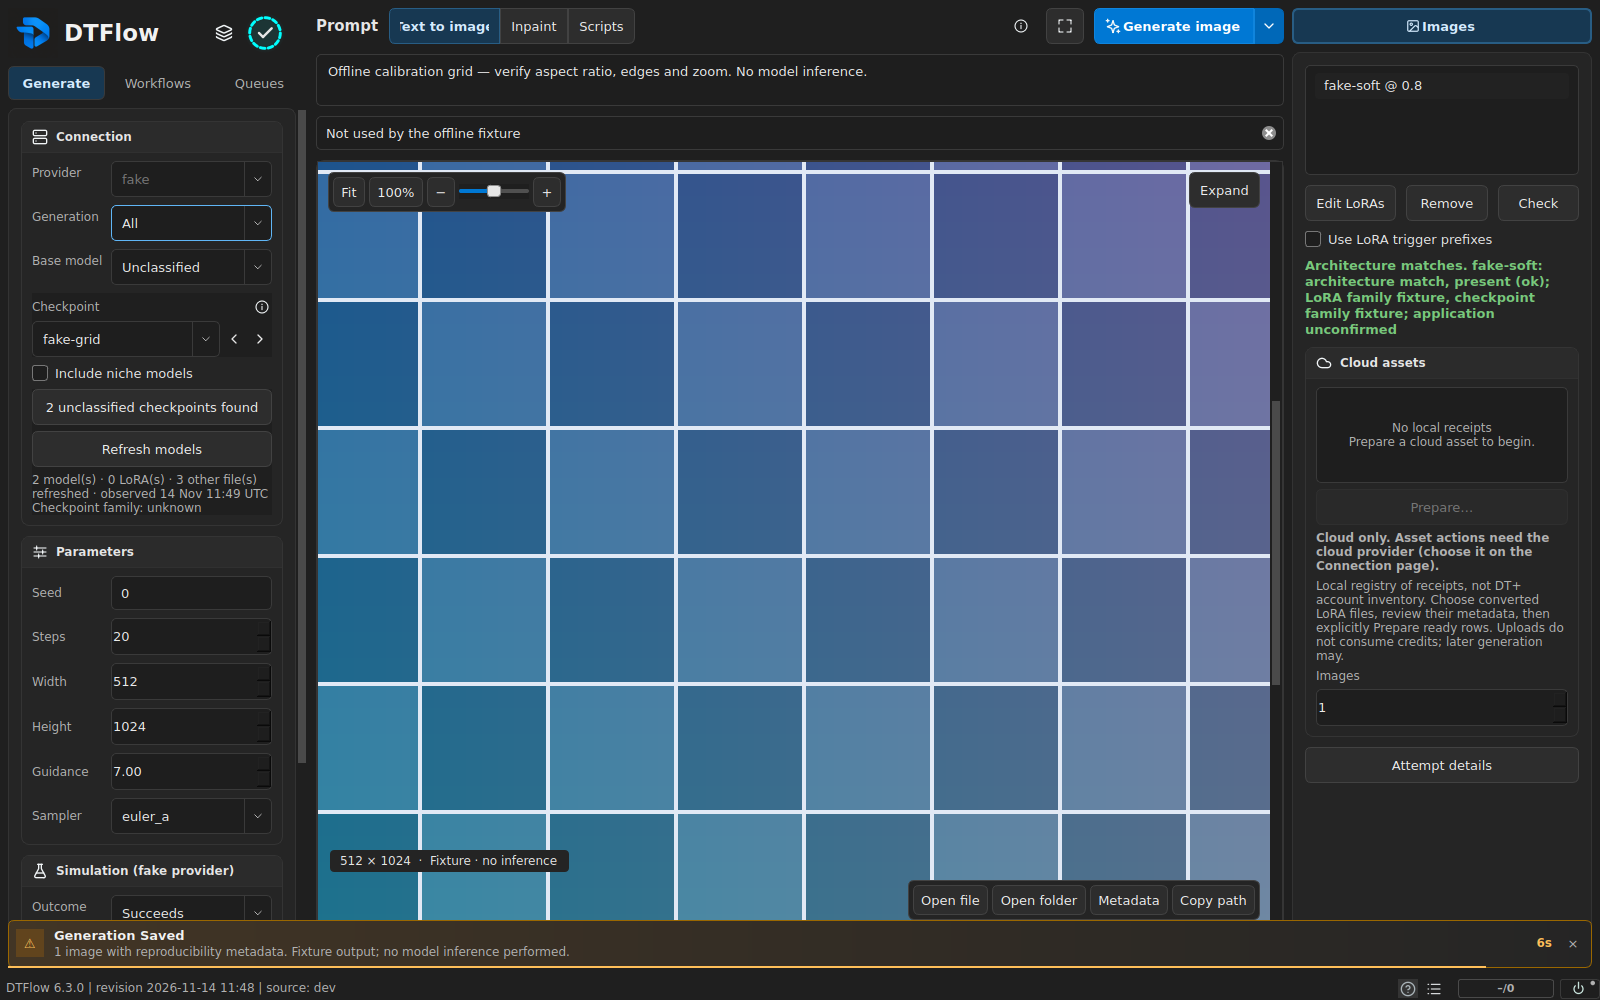 DTFlow
Generate
Workflows
Queues
Connection
Provider
fake
Generation
All
Base model
Unclassified
Checkpoint
fake-grid
Include niche models
2 unclassified checkpoints found
Refresh models
2 model(s) · 0 LoRA(s) · 3 other file(s)
refreshed · observed 14 Nov 11:49 UTC
Checkpoint family: unknown
Parameters
Seed
0
Steps
20
Width
512
Height
1024
Guidance
7.00
Sampler
euler_a
Simulation (fake provider)
Outcome
Succeeds
Prompt
Text to image
Inpaint
Scripts
Generate image
Offline calibration grid — verify aspect ratio, edges and zoom. No model inference.
Not used by the offline fixture
Fit
100%
−
+
Expand
512 × 1024 · Fixture · no inference
Open file
Open folder
Metadata
Copy path
Images
fake-soft @ 0.8
Edit LoRAs
Remove
Check
Use LoRA trigger prefixes
Architecture matches. fake-soft:
architecture match, present (ok);
LoRA family fixture, checkpoint
family fixture; application
unconfirmed
Cloud assets
No local receipts
Prepare a cloud asset to begin.
Prepare...
Cloud only. Asset actions need the
cloud provider (choose it on the
Connection page).
Local registry of receipts, not DT+
account inventory. Choose converted
LoRA files, review their metadata, then
explicitly Prepare ready rows. Uploads do
not consume credits; later generation
may.
Images
1
Attempt details
Generation Saved
1 image with reproducibility metadata. Fixture output; no model inference performed.
6s
DTFlow 6.3.0 | revision 2026-11-14 11:48 | source: dev
–/0